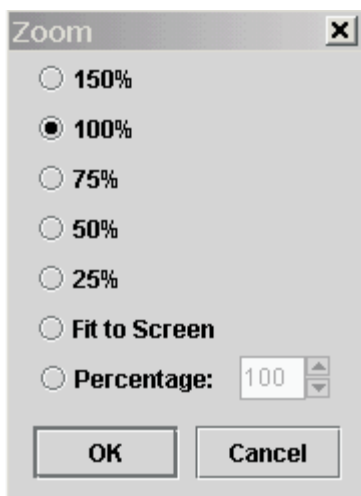 Zoom
150%
100%
75%
50%
25%
Fit to Screen
Percentage: 100
OK Cancel